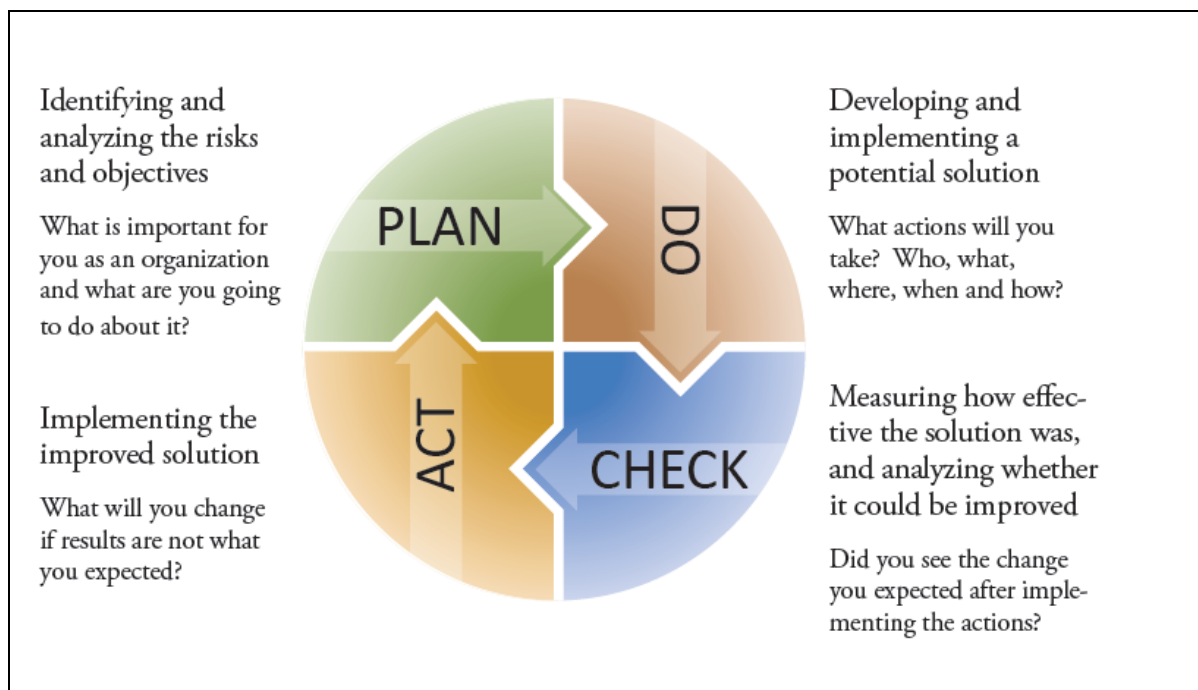 Identifying and
analyzing the risks
and objectives
What is important for
you as an organization
and what are you going
to do about it?
PLAN
DO
Developing and
implementing a
potential solution
What actions will you
take?  Who, what,
where, when and how?
Implementing the
improved solution
What will you change
if results are not what
you expected?
ACT
CHECK
Measuring how effec-
tive the solution was,
and analyzing whether
it could be improved
Did you see the change
you expected after imple-
menting the actions?